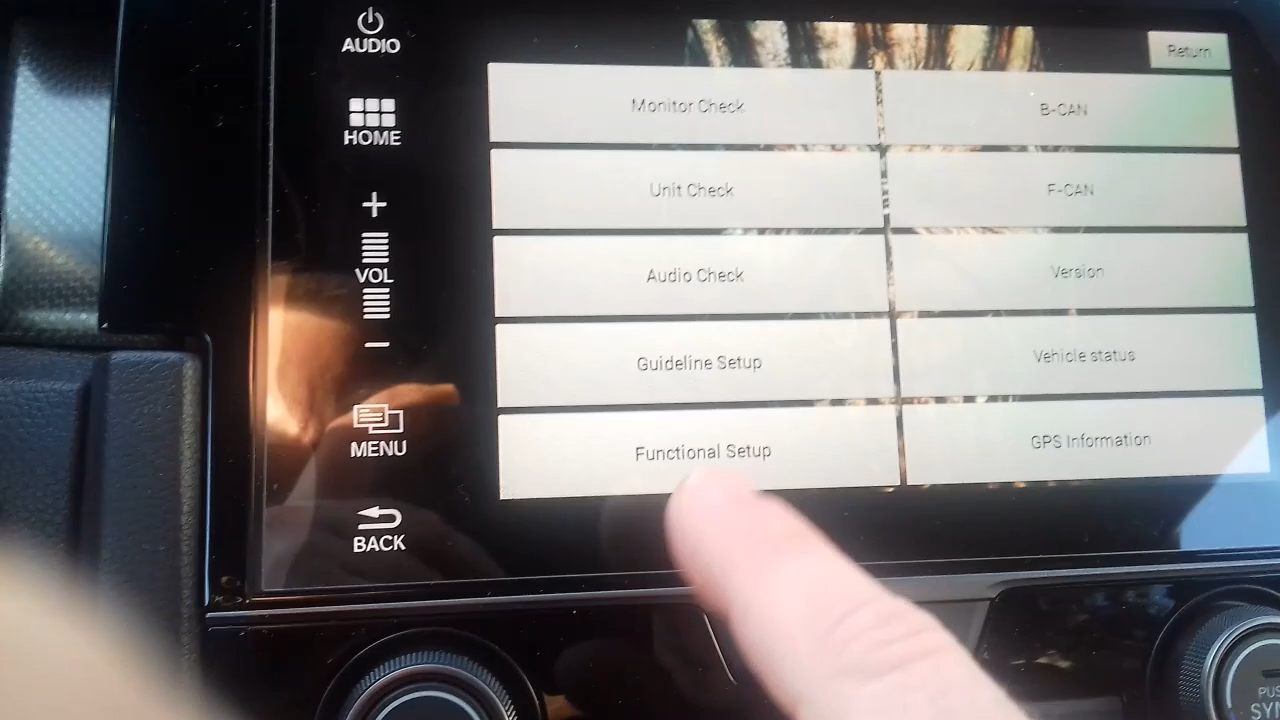 AUDIO
HOME
+
VOL
−
MENU
BACK
Return
Monitor Check
B-CAN
Unit Check
F-CAN
Audio Check
Version
Guideline Setup
Vehicle status
Functional Setup
GPS Information